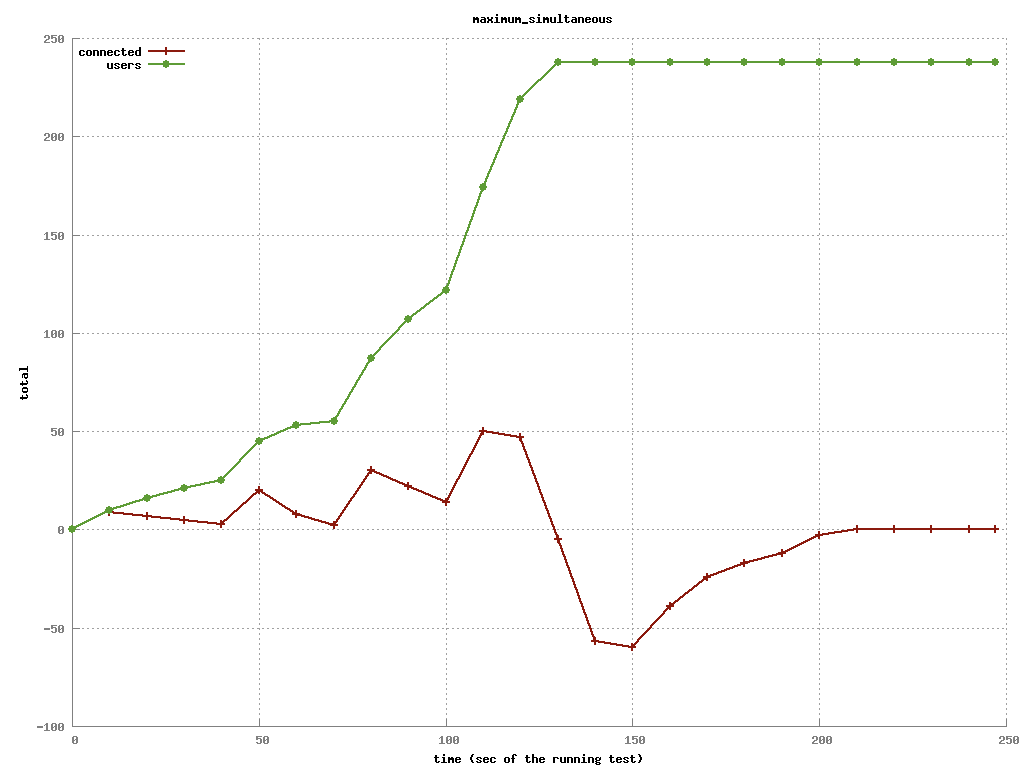 maximum_simultaneous
250
200
150
100
50
0
-50
-100
connected
users
total
0 50 100 150 200 250
time (sec of the running test)